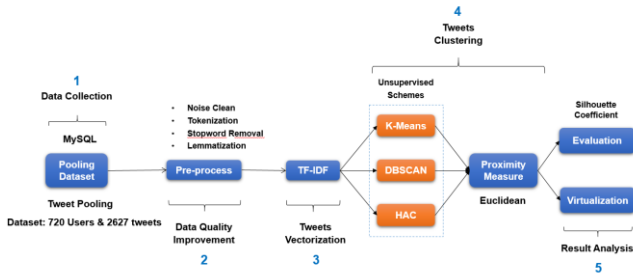 4
Tweets
Clustering
1
Data Collection
MySQL
Pooling
Dataset
Tweet Pooling
Dataset: 720 Users & 2627 tweets
• Noise Clean
• Tokenization
• Stopword Removal
• Lemmatization
Pre-process
Data Quality
Improvement
2
TF-IDF
Tweets
Vectorization
3
Unsupervised
Schemes
K-Means
DBSCAN
HAC
Proximity
Measure
Euclidean
Silhouette
Coefficient
Evaluation
Virtualization
Result Analysis
5